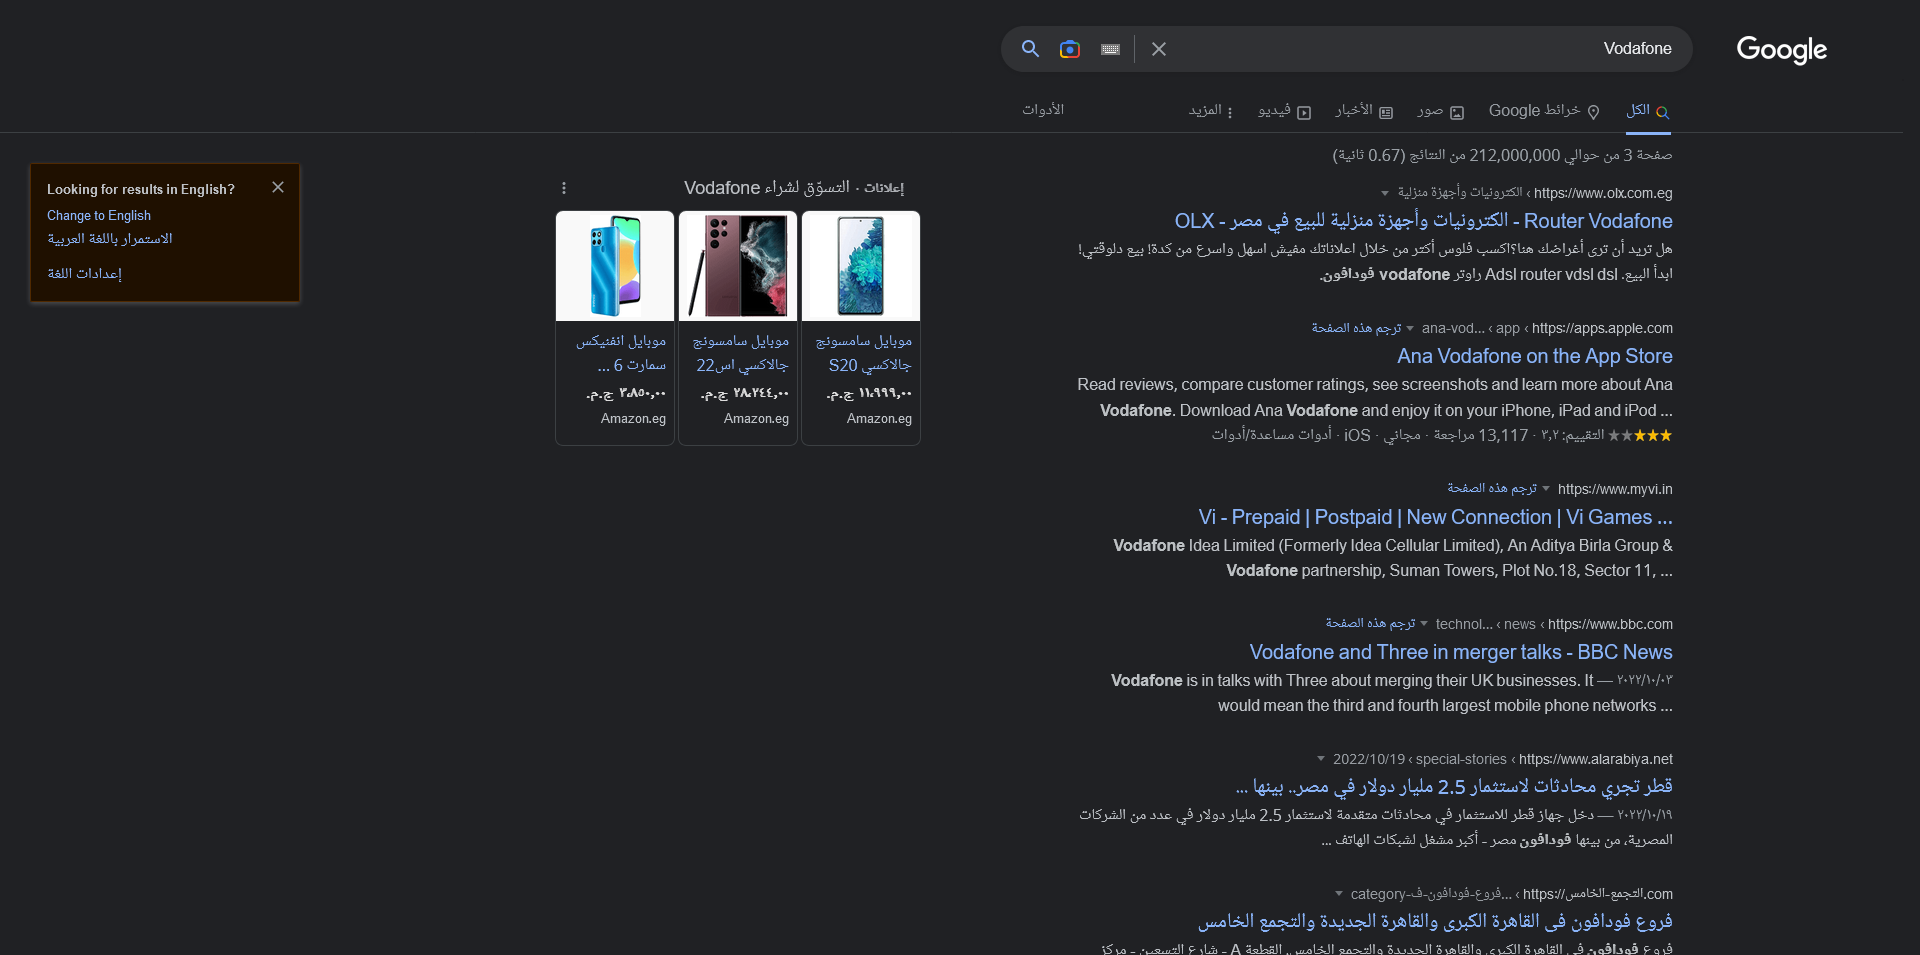 Vodafone
Google
الكل
خرائط Google
صور
الأخبار
فيديو
المزيد
الأدوات
صفحة 3 من حوالي 212,000,000 من النتائج (0.67 ثانية)
Looking for results in English?
Change to English
الاستمرار باللغة العربية
إعدادات اللغة
إعلانات · التسوّق لشراء Vodafone
موبايل سامسونج
جالاكسي S20
١١،٩٩٩,٠٠ ج.م.
Amazon.eg
موبايل سامسونج
جالاكسي اس22
٢٨،٢٤٤,٠٠ ج.م.
Amazon.eg
موبايل انفنيكس
سمارت 6 ...
٣،٨٥٠,٠٠ ج.م.
Amazon.eg
https://www.olx.com.eg › الكترونيات وأجهزة منزلية
Router Vodafone - الكترونيات وأجهزة منزلية للبيع في مصر - OLX
هل تريد أن ترى أغراضك هنا؟اكسب فلوس أكتر من خلال اعلاناتك مفيش اسهل واسرع من كدة! بيع دلوقتي!
ابدأ البيع. Adsl router vdsl dsl راوتر vodafone فودافون.
https://apps.apple.com › app › ana-vod... ترجم هذه الصفحة
Ana Vodafone on the App Store
Read reviews, compare customer ratings, see screenshots and learn more about Ana
Vodafone. Download Ana Vodafone and enjoy it on your iPhone, iPad and iPod ...
التقييم: ٣,٢ · 13,117 مراجعة · مجاني · iOS · أدوات مساعدة/أدوات
https://www.myvi.in ترجم هذه الصفحة
Vi - Prepaid | Postpaid | New Connection | Vi Games ...
Vodafone Idea Limited (Formerly Idea Cellular Limited), An Aditya Birla Group &
Vodafone partnership, Suman Towers, Plot No.18, Sector 11, ...
https://www.bbc.com › news › technol... ترجم هذه الصفحة
Vodafone and Three in merger talks - BBC News
٢٠٢٢/١٠/٠٣ — Vodafone is in talks with Three about merging their UK businesses. It
would mean the third and fourth largest mobile phone networks ...
https://www.alarabiya.net › special-stories › 2022/10/19
قطر تجري محادثات لاستثمار 2.5 مليار دولار في مصر.. بينها ...
٢٠٢٢/١٠/١٩ — دخل جهاز قطر للاستثمار في محادثات متقدمة لاستثمار 2.5 مليار دولار في عدد من الشركات
المصرية، من بينها فودافون مصر - أكبر مشغل لشبكات الهاتف ...
https://التجمع-الخامس.com › category-فروع-فودافون-ف...
فروع فودافون فى القاهرة الكبرى والقاهرة الجديدة والتجمع الخامس
فروع فودافون فى القاهرة الكبرى والقاهرة الجديدة والتجمع الخامس. القطعة A - شارع التسعين - مركز